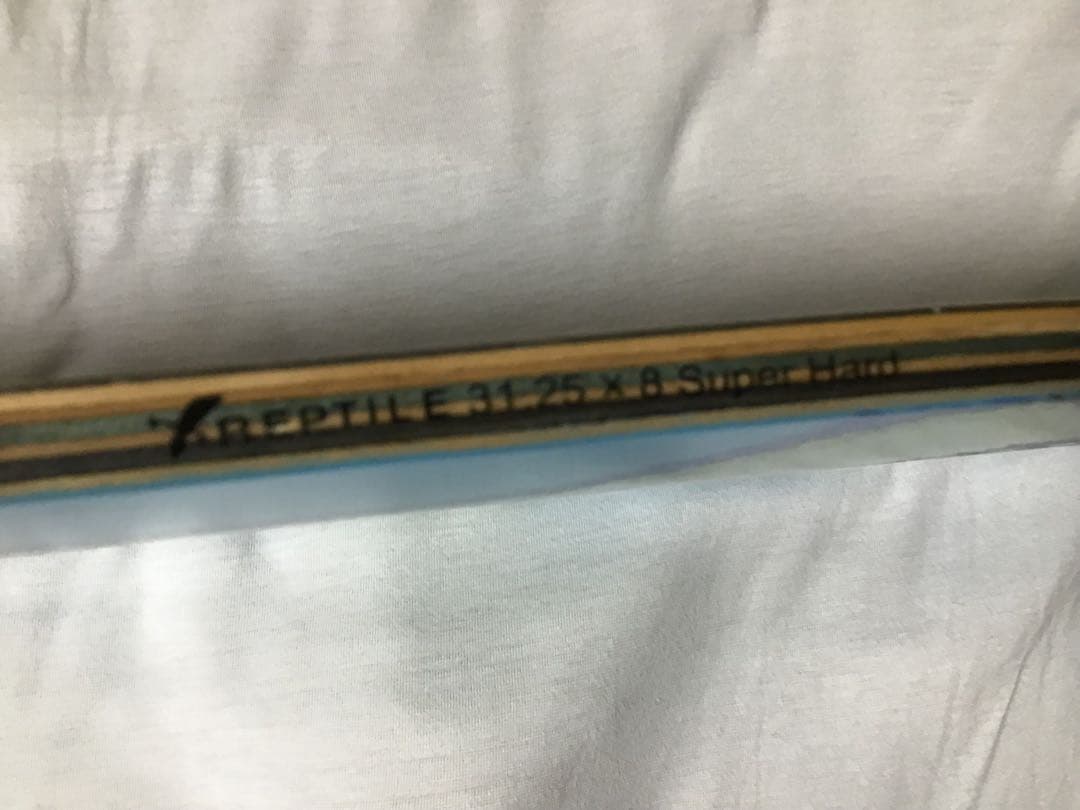 REPTILE 31.25 X 8 Super Hard